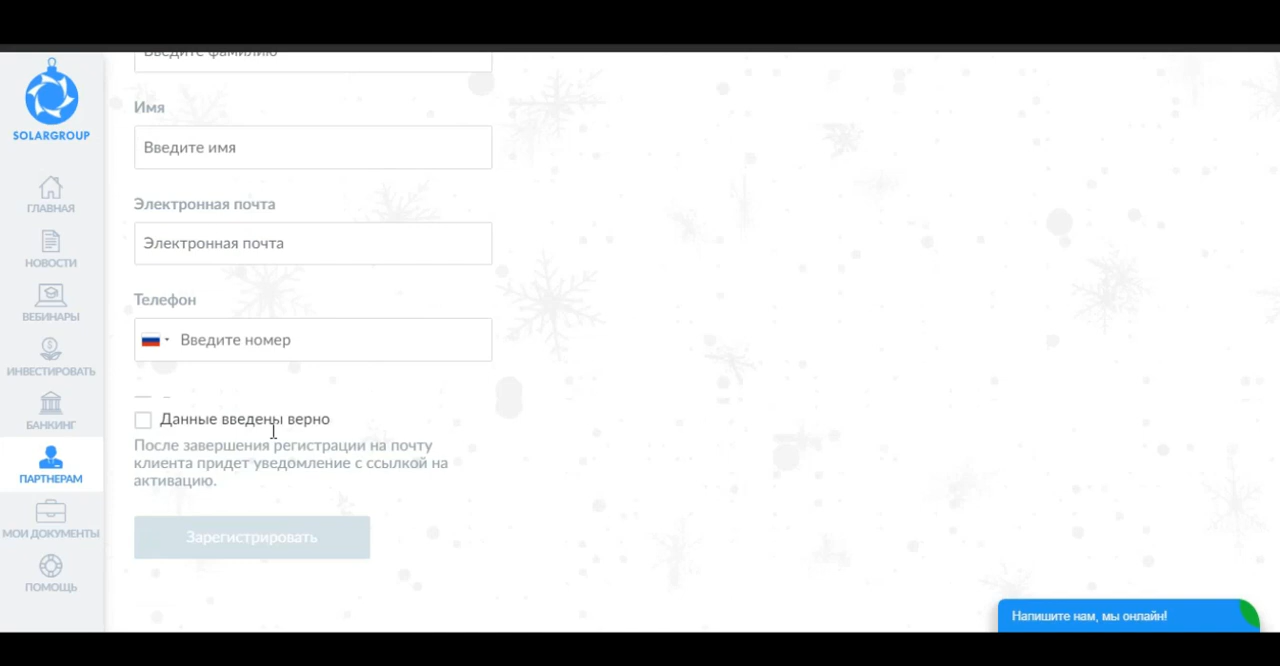 Введите фамилию
SOLARGROUP
Имя
Введите имя
Электронная почта
Электронная почта
Телефон
Введите номер
Данные введены верно
После завершения регистрации на почту
клиента придет уведомление с ссылкой на
активацию.
Зарегистрировать
ГЛАВНАЯ
НОВОСТИ
ВЕБИНАРЫ
ИНВЕСТИРОВАТЬ
БАНКИНГ
ПАРТНЕРАМ
МОИ ДОКУМЕНТЫ
ПОМОЩЬ
Напишите нам, мы онлайн!